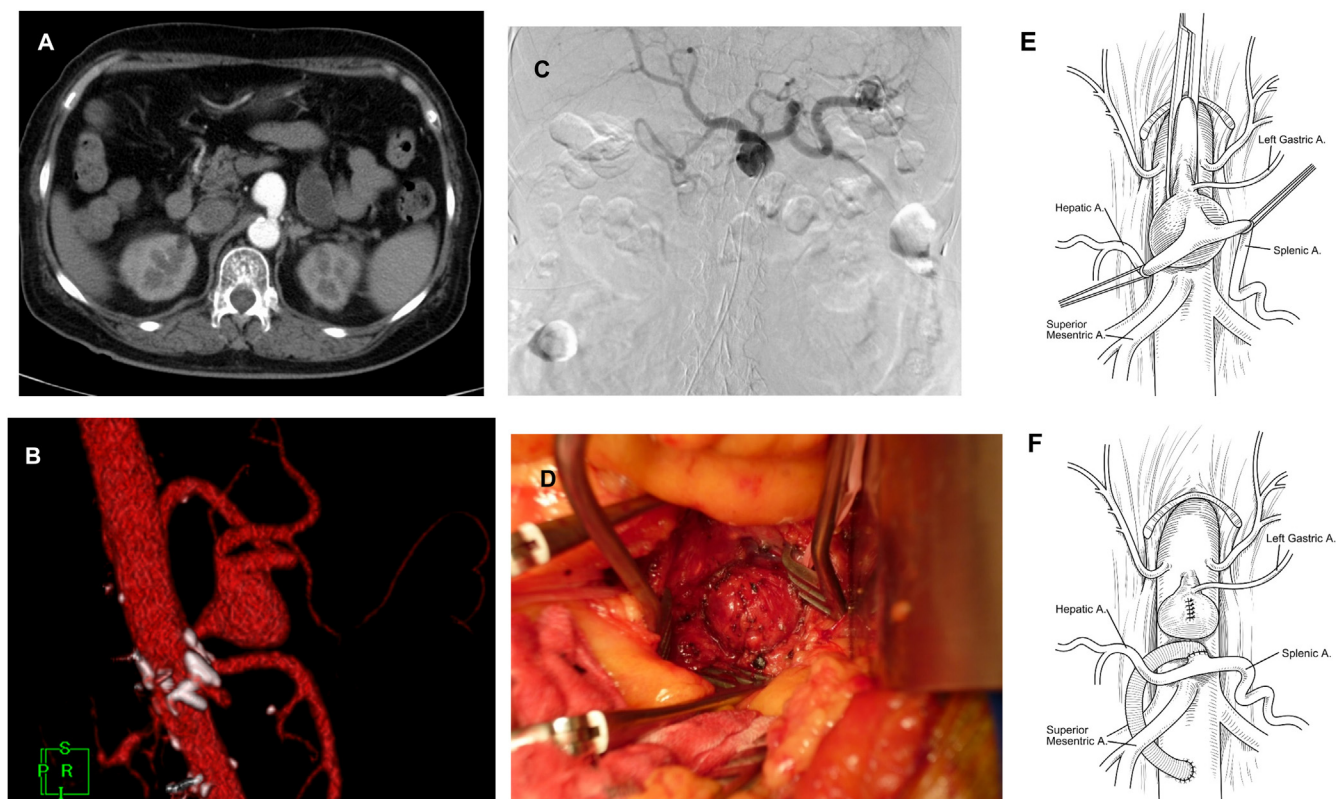 A
B
S
P R
I
C
D
E
Left Gastric A.
Hepatic A.
Splenic A.
Superior
Mesentric A.
F
Left Gastric A.
Hepatic A.
Splenic A.
Superior
Mesentric A.